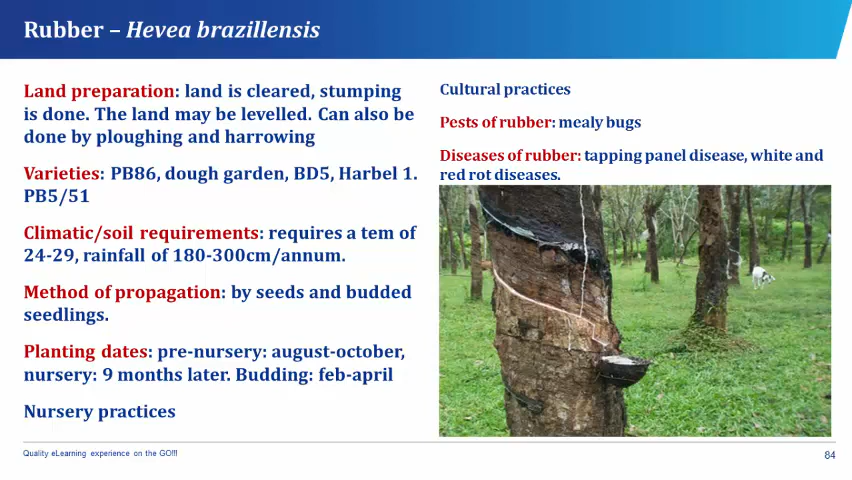 Rubber – Hevea brazillensis
Land preparation: land is cleared, stumping
is done. The land may be levelled. Can also be
done by ploughing and harrowing
Varieties: PB86, dough garden, BD5, Harbel 1.
PB5/51
Climatic/soil requirements: requires a tem of
24-29, rainfall of 180-300cm/annum.
Method of propagation: by seeds and budded
seedlings.
Planting dates: pre-nursery: august-october,
nursery: 9 months later. Budding: feb-april
Nursery practices
Cultural practices
Pests of rubber: mealy bugs
Diseases of rubber: tapping panel disease, white and
red rot diseases.
Quality eLearning experience on the GO!!!
84